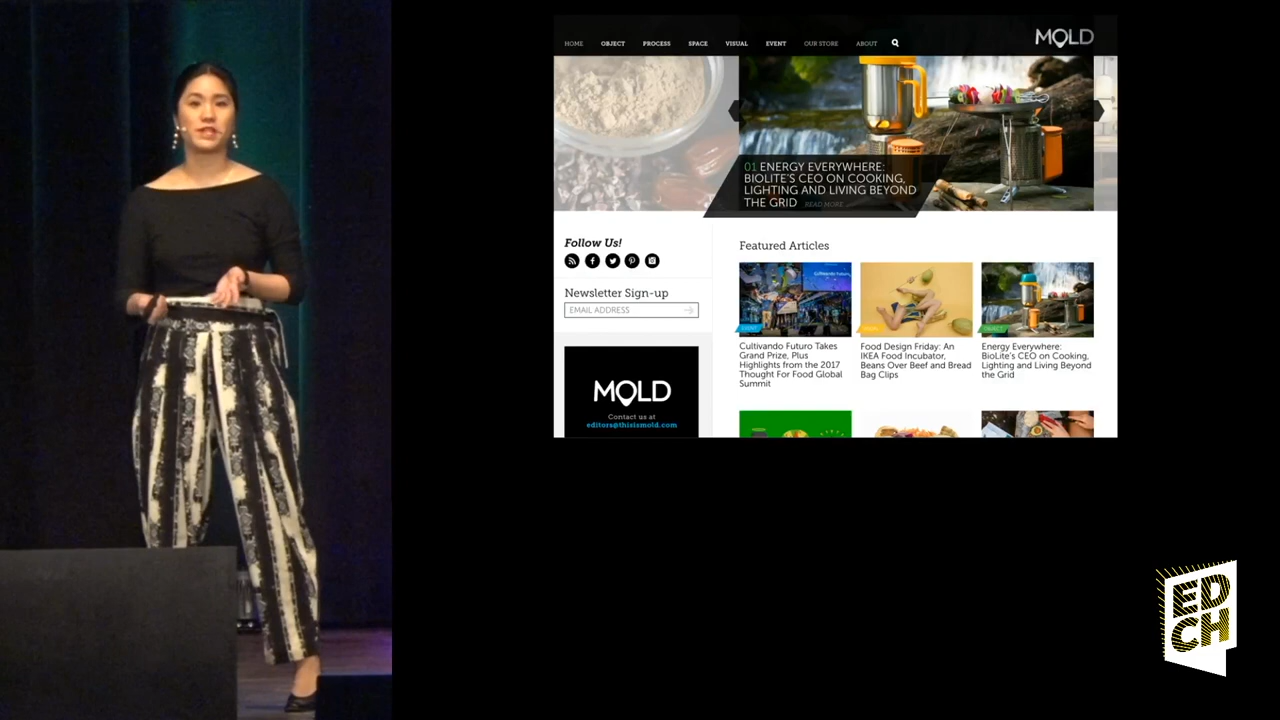 HOME OBJECT PROCESS SPACE VISUAL EVENT OUR STORE ABOUT
MOLD
01 ENERGY EVERYWHERE:
BIOLITE'S CEO ON COOKING,
LIGHTING AND LIVING BEYOND
THE GRID READ MORE
Follow Us!
Newsletter Sign-up
EMAIL ADDRESS
MOLD
Contact us at
editors@thisismold.com
Featured Articles
EVENT
Cultivando Futuro Takes
Grand Prize, Plus
Highlights from the 2017
Thought For Food Global
Summit
Food Design Friday: An
IKEA Food Incubator,
Beans Over Beef and Bread
Bag Clips
OBJECT
Energy Everywhere:
BioLite's CEO on Cooking,
Lighting and Living Beyond
the Grid
ED
CH